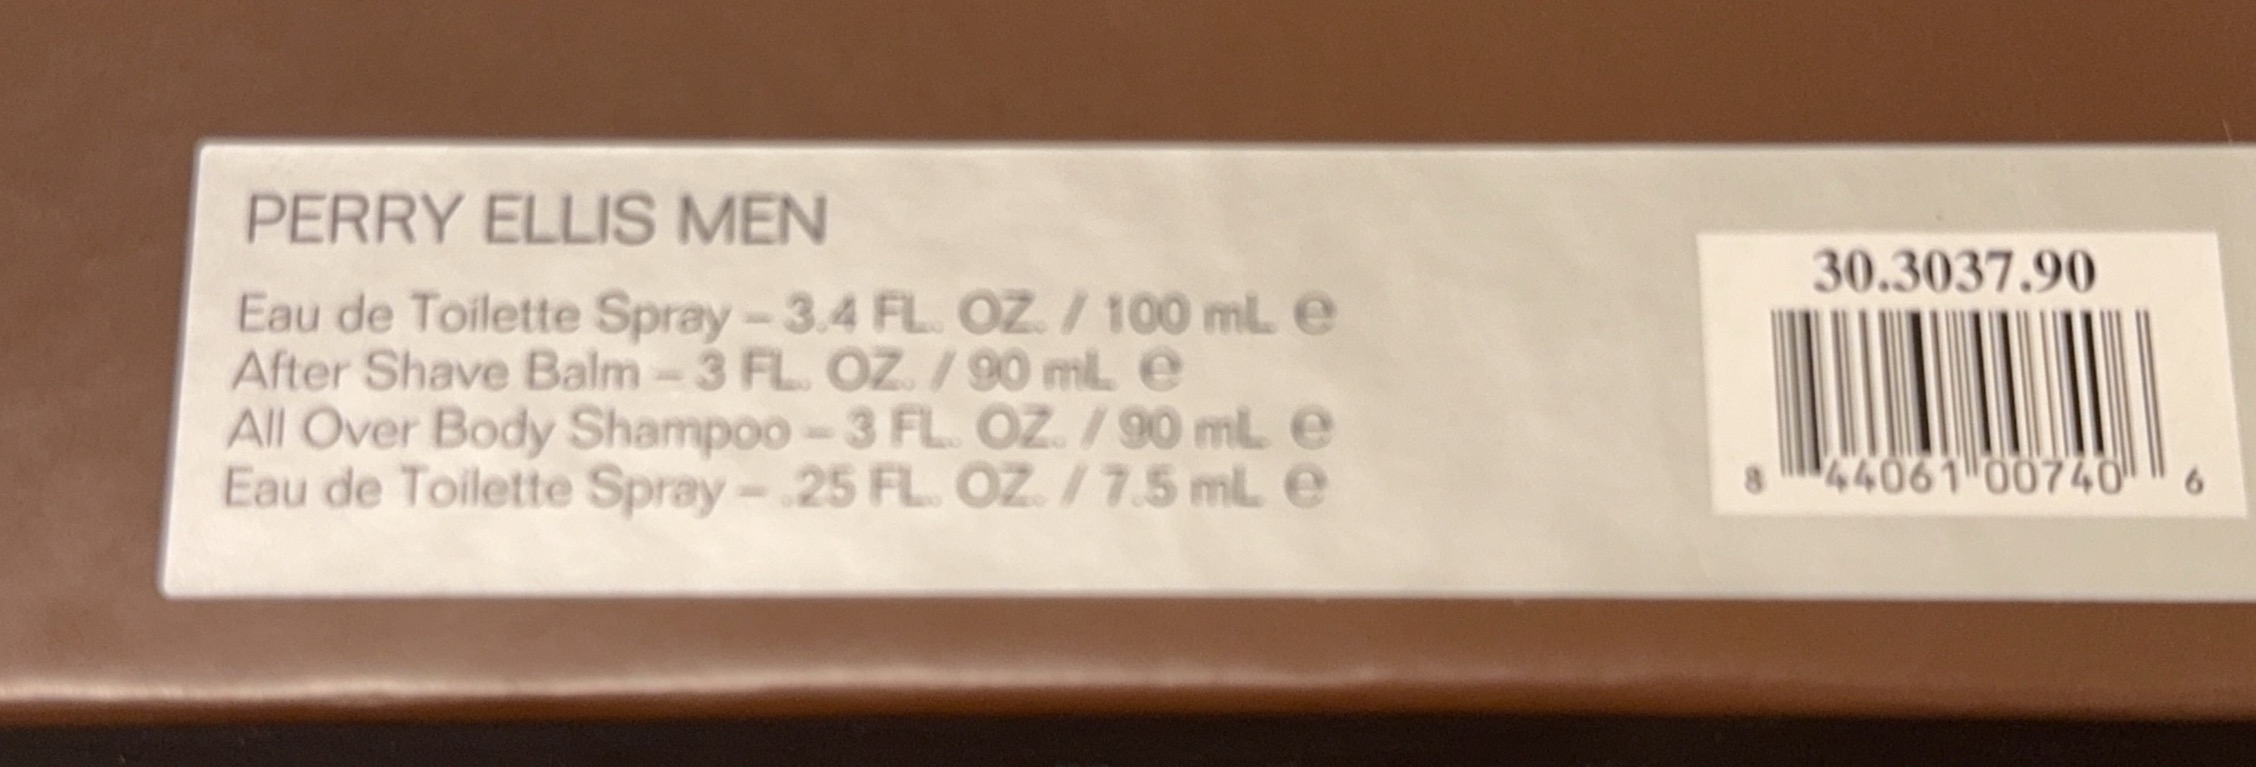 PERRY ELLIS MEN
Eau de Toilette Spray – 3.4 FL. OZ. / 100 mL ℮
After Shave Balm – 3 FL. OZ. / 90 mL ℮
All Over Body Shampoo – 3 FL. OZ. / 90 mL ℮
Eau de Toilette Spray – .25 FL. OZ. / 7.5 mL ℮
30.3037.90
8 44061 00740 6